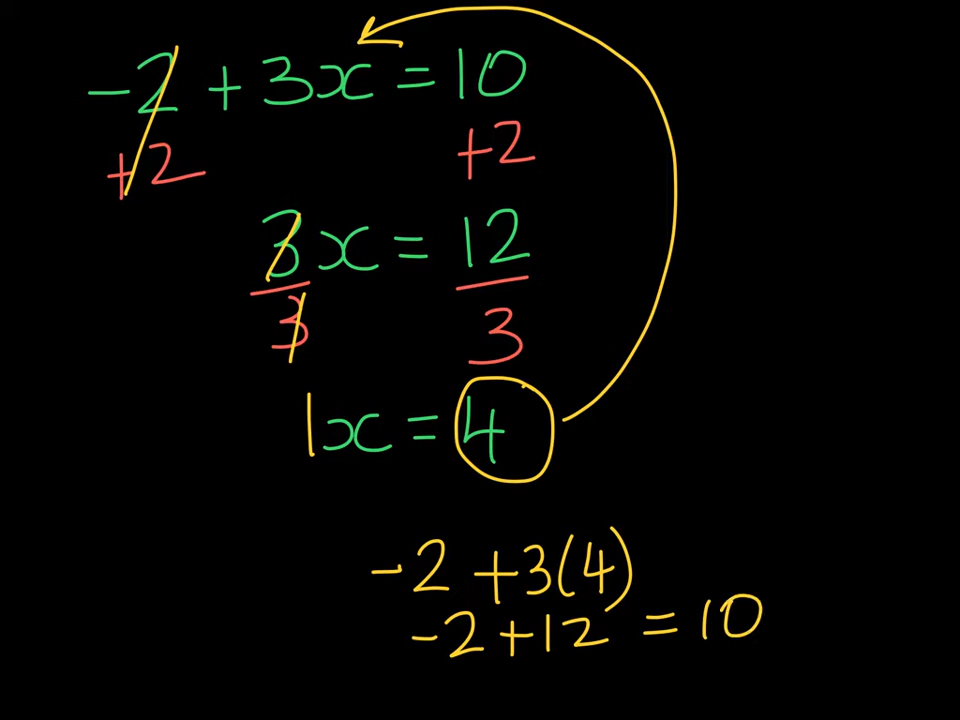 -2 + 3x = 10
+2 +2
3x = 12
3 3
1x = 4
-2 + 3(4)
-2 + 12 = 10